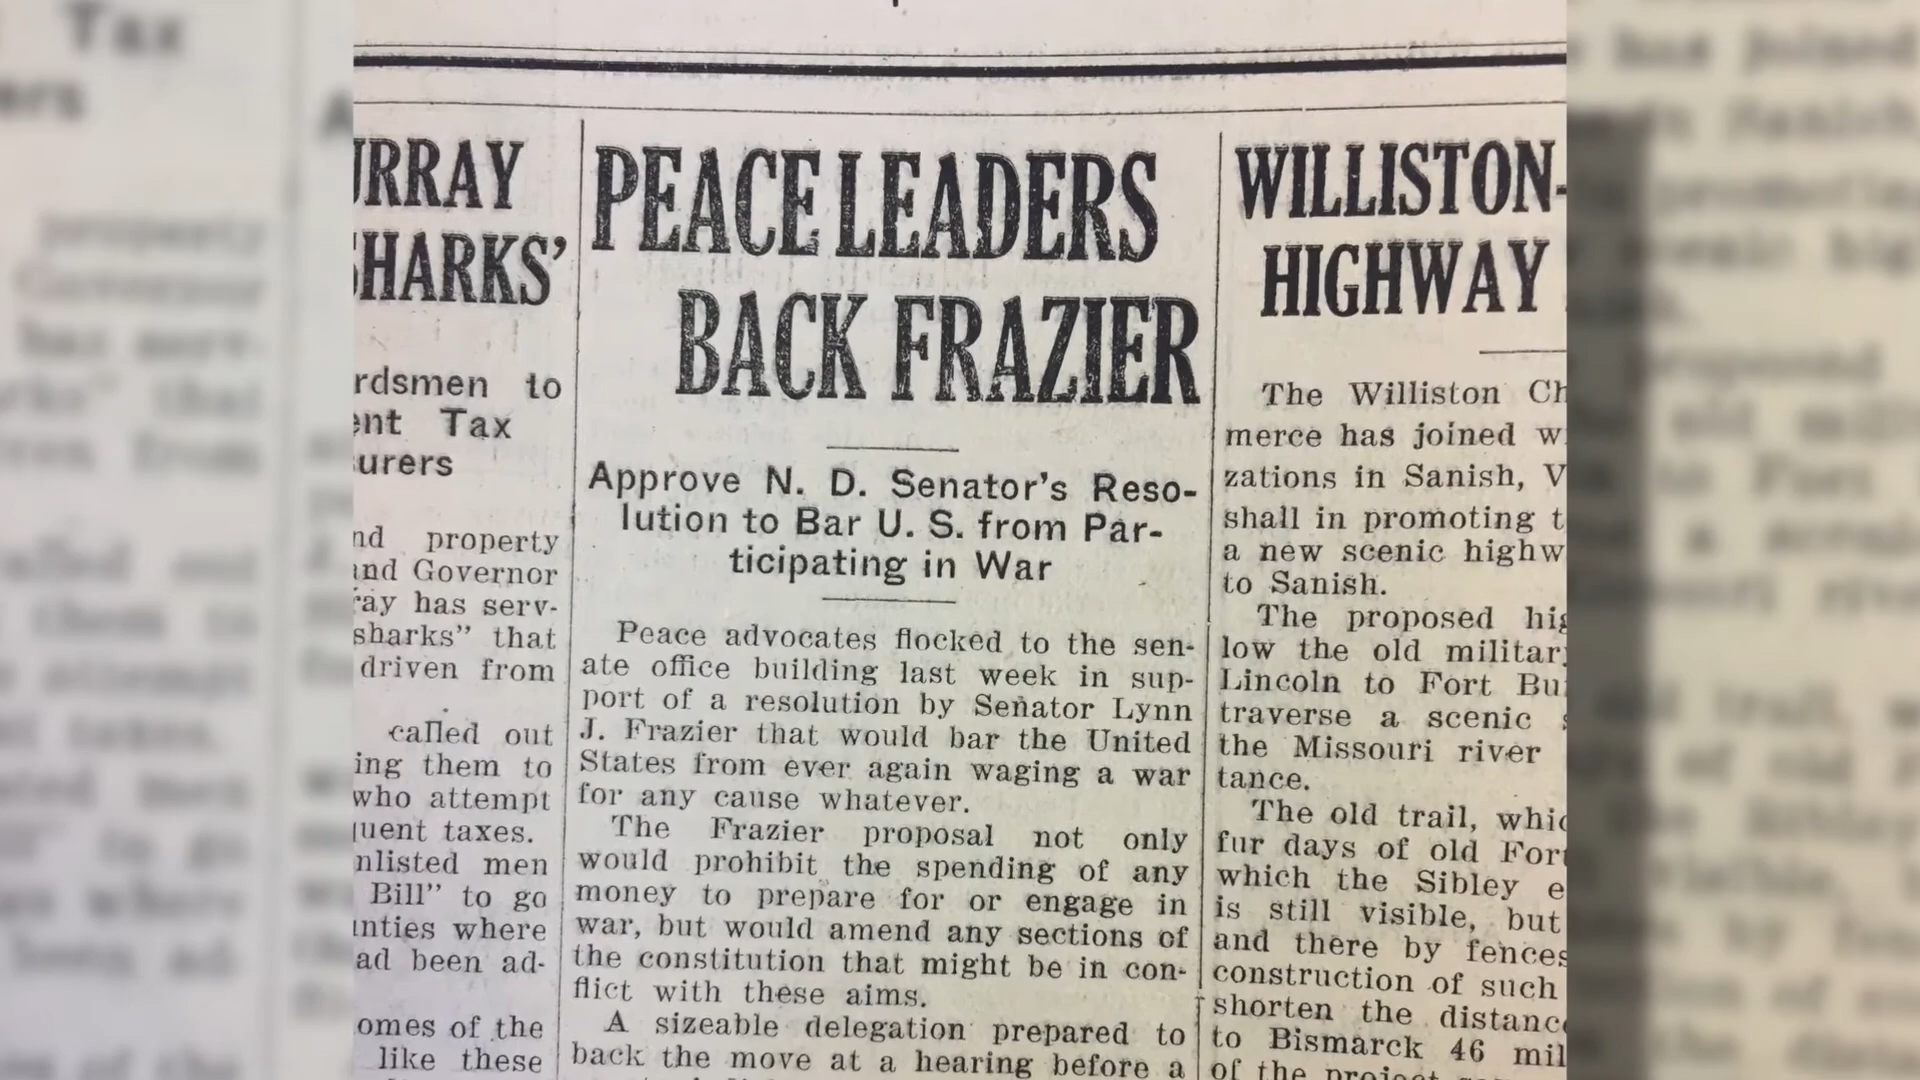 URRAY
SHARKS'
rdsmen to
ent Tax
urers
nd property
and Governor
ray has serv-
sharks" that
driven from
called out
ing them to
who attempt
quent taxes.
nlisted men
Bill" to go
unties where
ad been ad-
omes of the
like these
PEACE LEADERS
BACK FRAZIER
Approve N. D. Senator's Reso-
lution to Bar U. S. from Par-
ticipating in War
Peace advocates flocked to the sen-
ate office building last week in sup-
port of a resolution by Senator Lynn
J. Frazier that would bar the United
States from ever again waging a war
for any cause whatever.
The Frazier proposal not only
would prohibit the spending of any
money to prepare for or engage in
war, but would amend any sections of
the constitution that might be in con-
flict with these aims.
A sizeable delegation prepared to
back the move at a hearing before a
WILLISTON-
HIGHWAY
The Williston Ch
merce has joined w
zations in Sanish, V
shall in promoting t
a new scenic highw
to Sanish.
The proposed hig
low the old military
Lincoln to Fort Bu
traverse a scenic s
the Missouri river
tance.
The old trail, whic
fur days of old Fort
which the Sibley e
is still visible, but
and there by fences
construction of such
shorten the distance
to Bismarck 46 mil
of the project